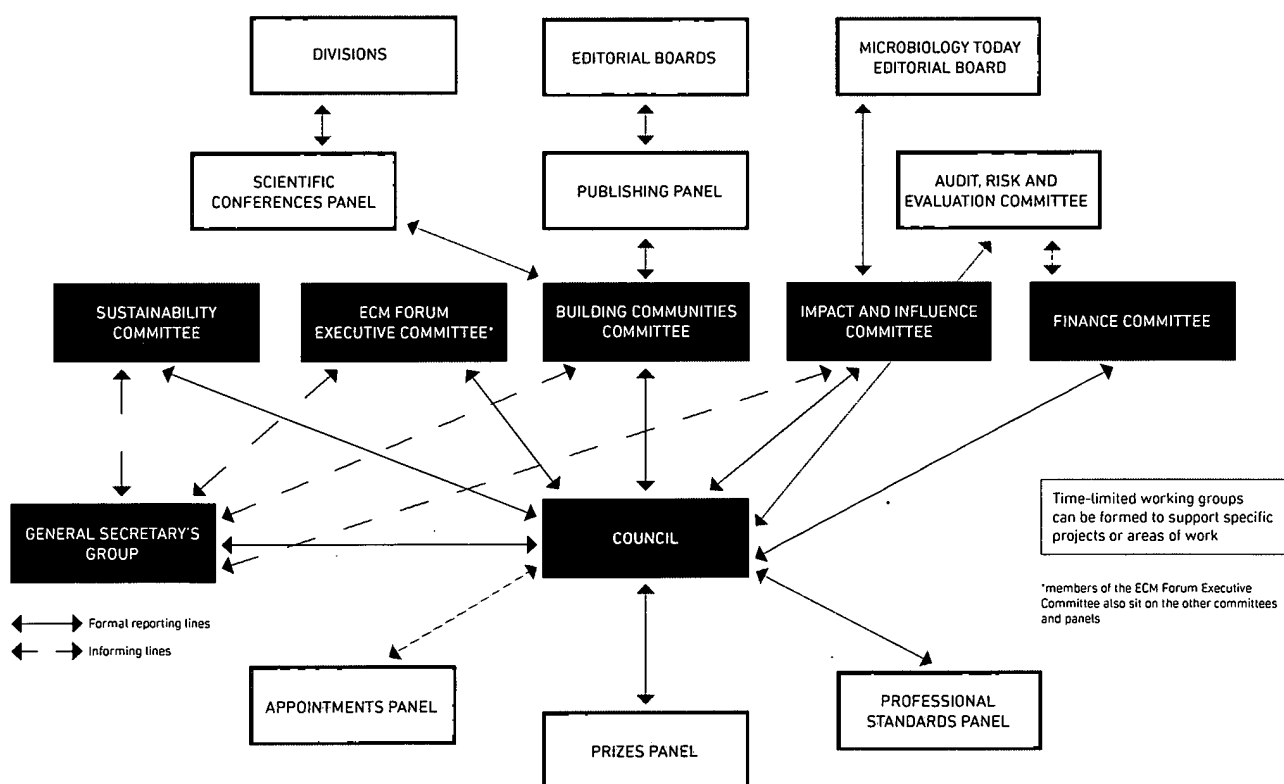 DIVISIONS
EDITORIAL BOARDS
MICROBIOLOGY TODAY
EDITORIAL BOARD
SCIENTIFIC
CONFERENCES PANEL
PUBLISHING PANEL
AUDIT, RISK AND
EVALUATION COMMITTEE
SUSTAINABILITY
COMMITTEE
ECM FORUM
EXECUTIVE COMMITTEE*
BUILDING COMMUNITIES
COMMITTEE
IMPACT AND INFLUENCE
COMMITTEE
FINANCE COMMITTEE
GENERAL SECRETARY'S
GROUP
COUNCIL
Time-limited working groups
can be formed to support specific
projects or areas of work
*members of the ECM Forum Executive
Committee also sit on the other committees
and panels
Formal reporting lines
Informing lines
APPOINTMENTS PANEL
PRIZES PANEL
PROFESSIONAL
STANDARDS PANEL